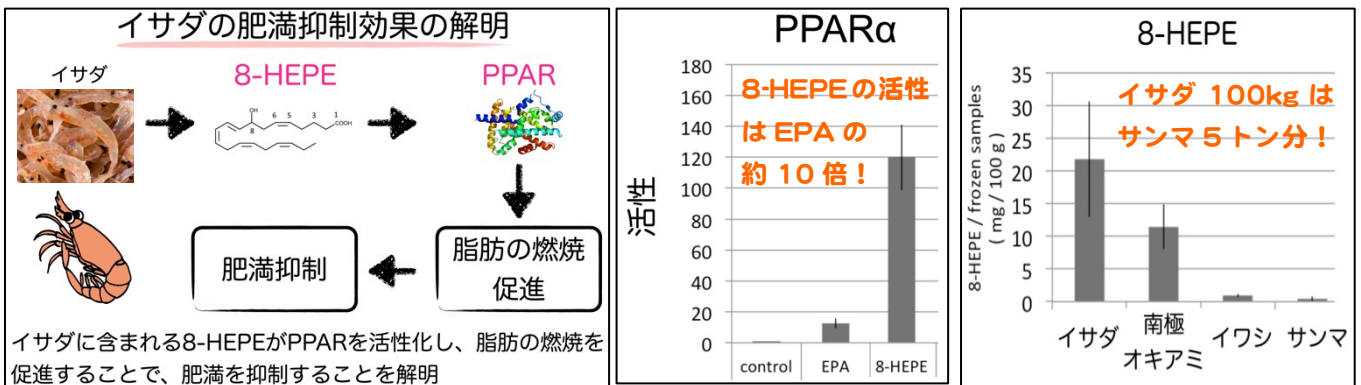 イサダの肥満抑制効果の解明
イサダ
8-HEPE
PPAR
OH
8
6
5
3
1
COOH
脂肪の燃焼
促進
肥満抑制
イサダに含まれる8-HEPEがPPARを活性化し、脂肪の燃焼を
促進することで、肥満を抑制することを解明
PPARα
8-HEPEの活性
はEPAの
約10倍！
活性
180
160
140
120
100
80
60
40
20
0
control
EPA
8-HEPE
8-HEPE
イサダ 100kg は
サンマ5トン分！
8-HEPE / frozen samples
( mg / 100 g )
35
30
25
20
15
10
5
0
イサダ
南極
オキアミ
イワシ
サンマ